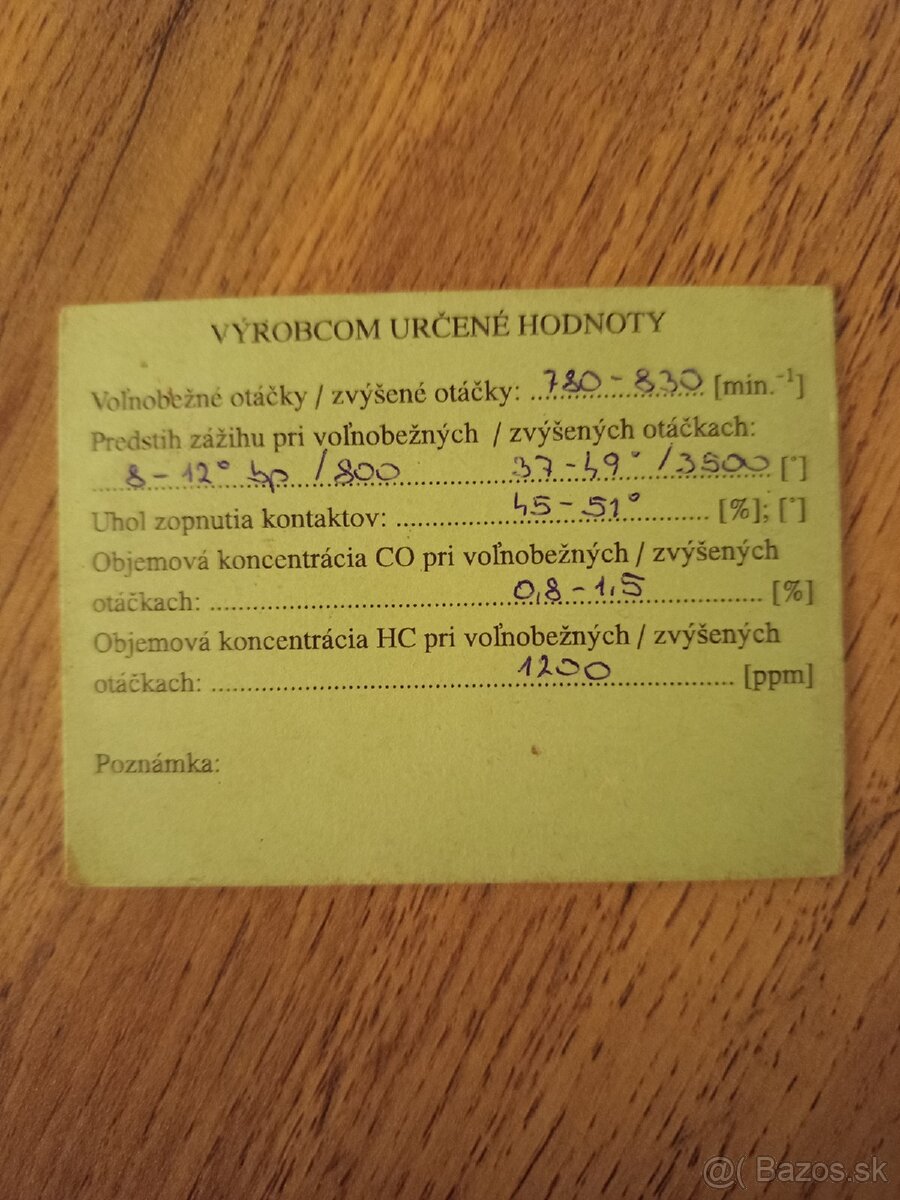 VÝROBCOM URČENÉ HODNOTY
Voľnobežné otáčky / zvýšené otáčky: 780 - 830 [min.⁻¹]
Predstih zážihu pri voľnobežných / zvýšených otáčkach:
8 - 12° bp /800 37 - 49° /3500 [°]
Uhol zopnutia kontaktov: 45 - 51° [%]; [°]
Objemová koncentrácia CO pri voľnobežných / zvýšených
otáčkach: 0,8 - 1,5 [%]
Objemová koncentrácia HC pri voľnobežných / zvýšených
otáčkach: 1200 [ppm]
Poznámka:
@( Bazos.sk